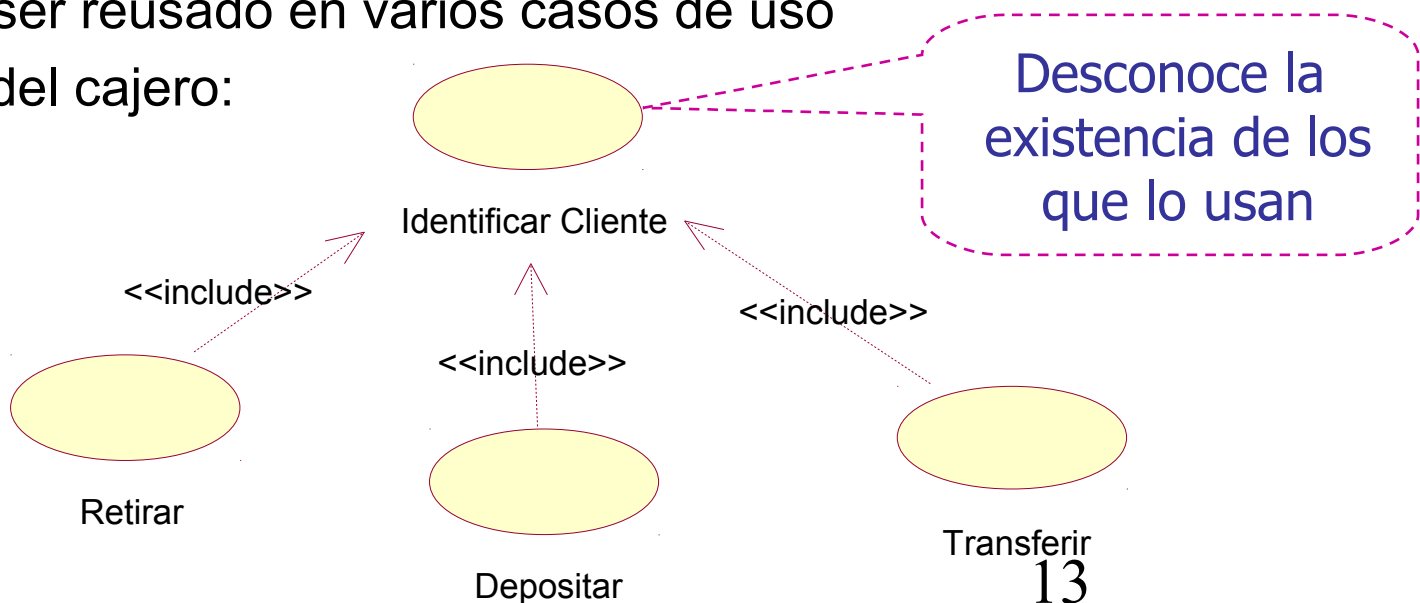 ser reusado en varios casos de uso
del cajero:
Desconoce la
existencia de los
que lo usan
Identificar Cliente
<<include>>
<<include>>
<<include>>
Retirar
Depositar
Transferir
13